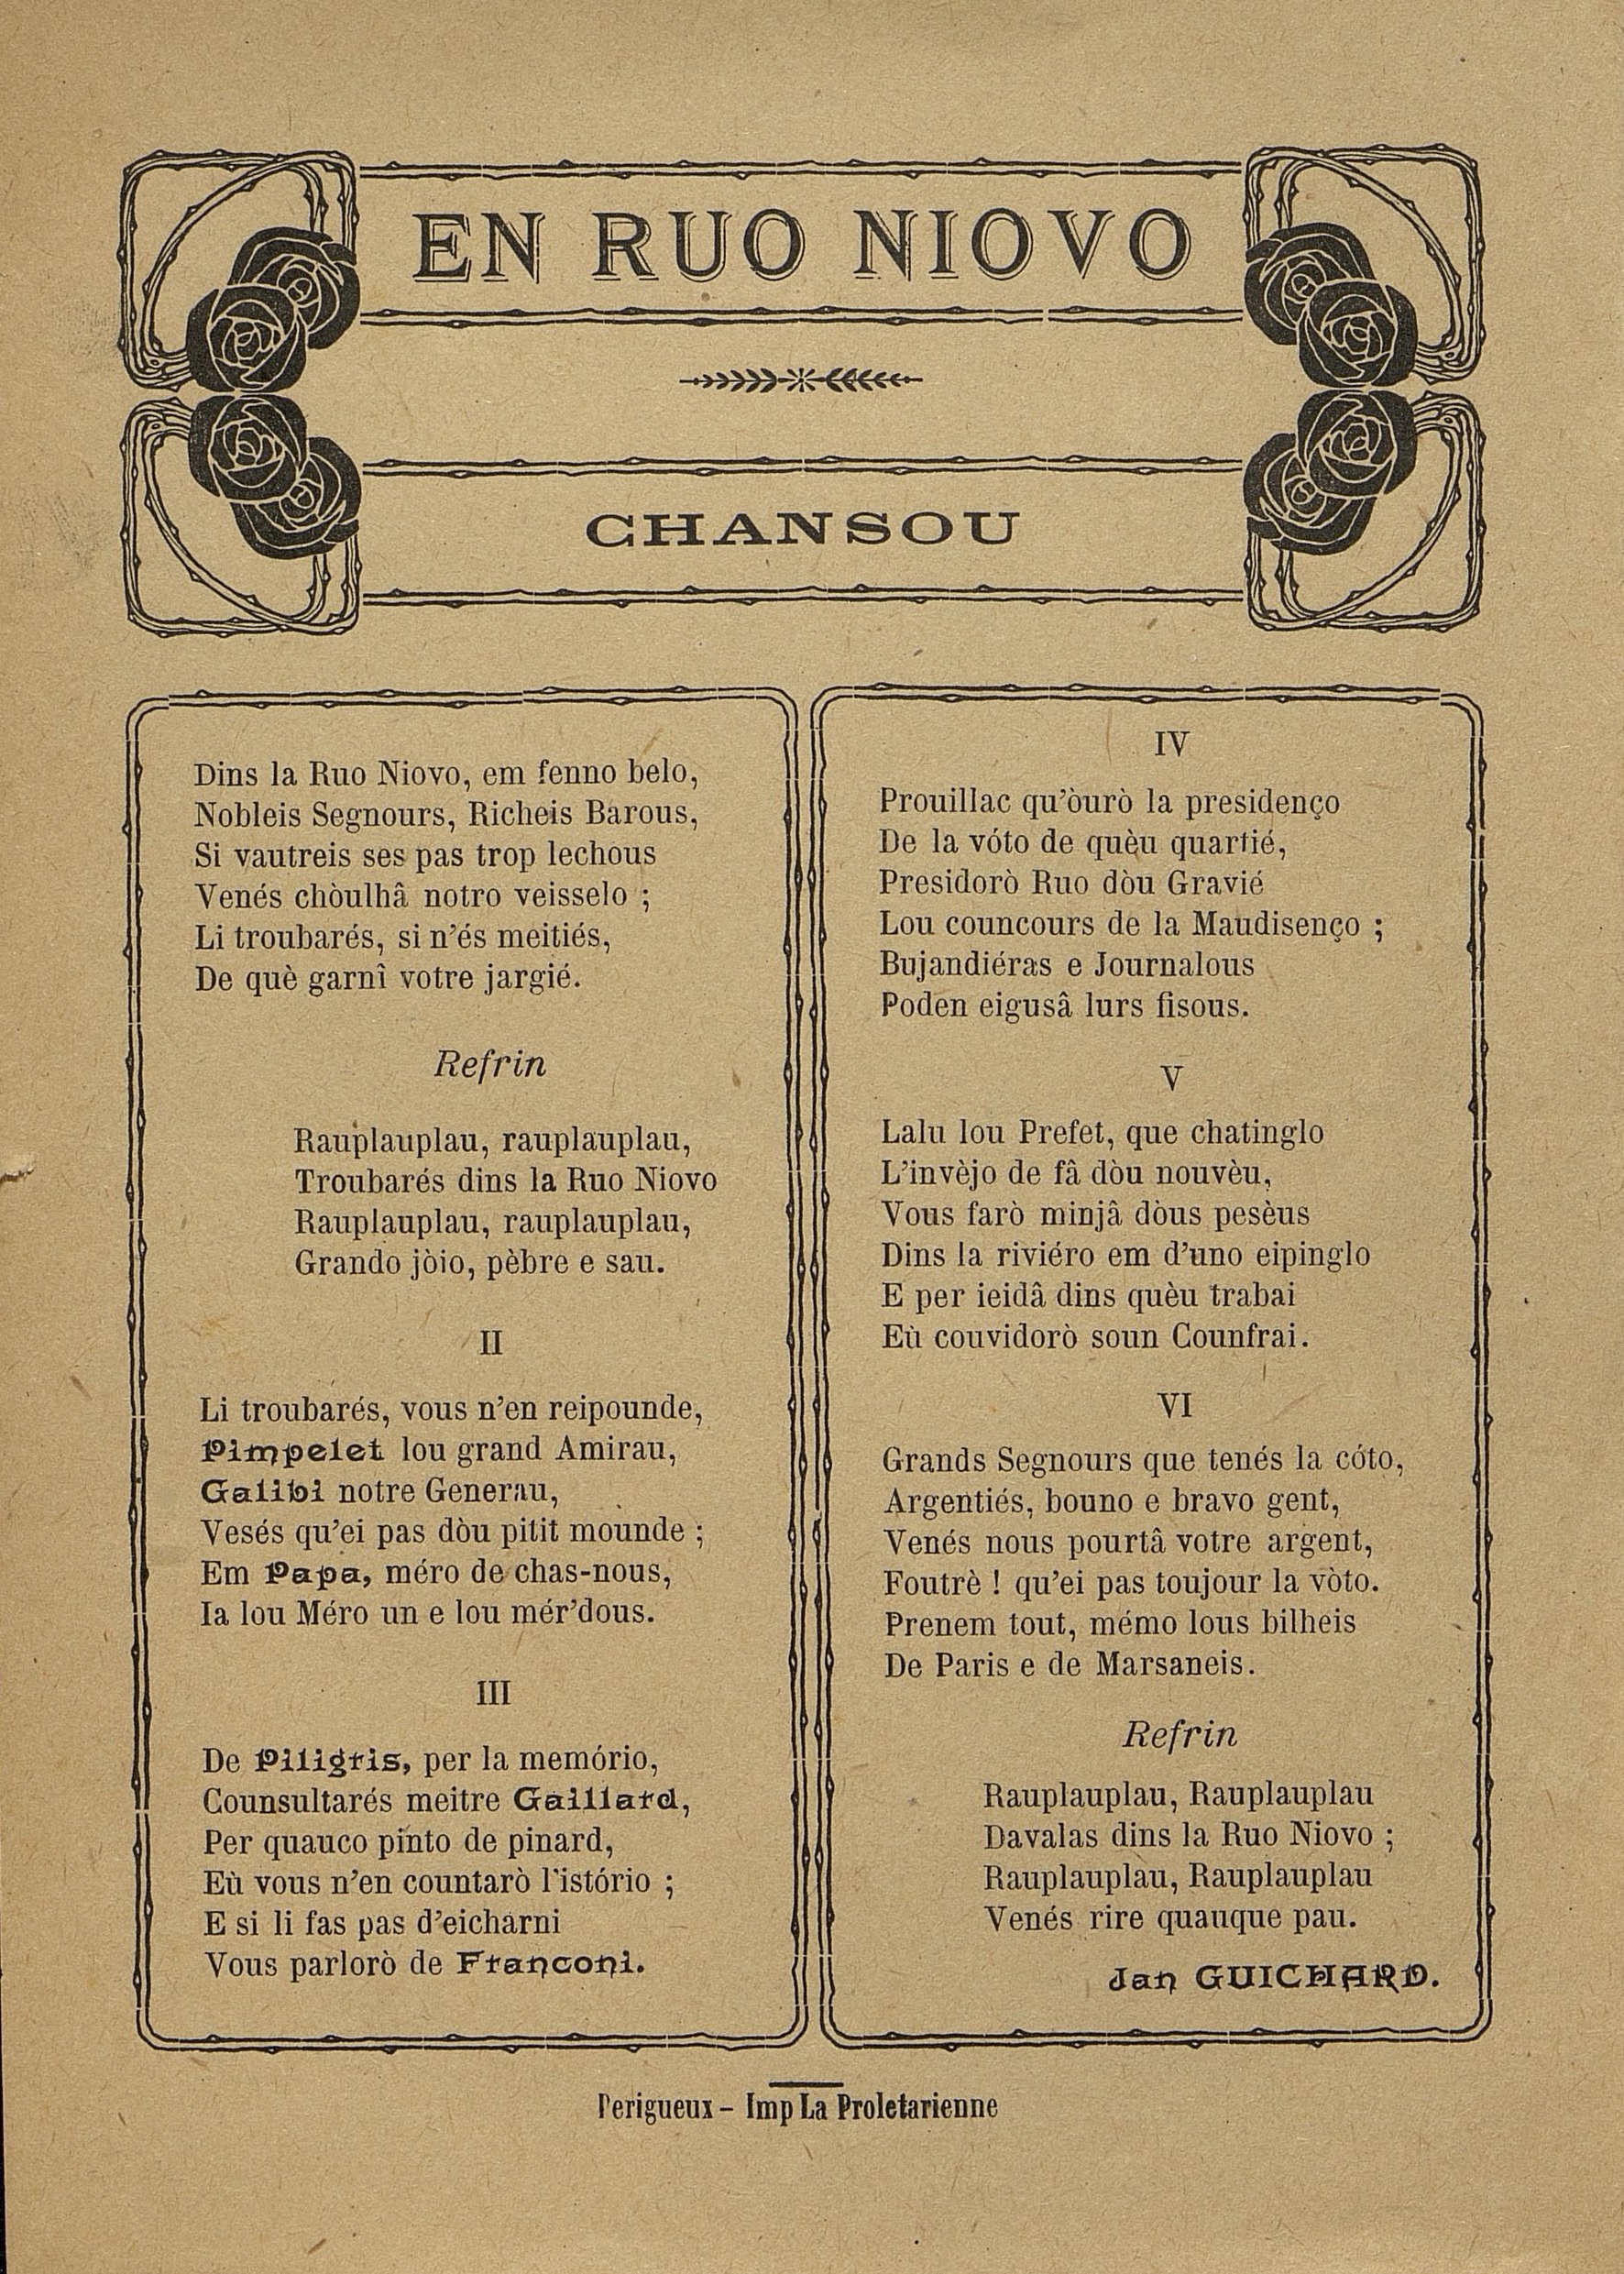 EN RUO NIOVO
CHANSOU
Dins la Ruo Niovo, em fenno belo,
Nobleis Segnours, Richeis Barous,
Si vautreis ses pas trop lechous
Venés chòulhâ notro veisselo ;
Li troubarés, si n'és meitiés,
De què garnî votre jargié.
Refrin
Rauplauplau, rauplauplau,
Troubarés dins la Ruo Niovo
Rauplauplau, rauplauplau,
Grando jòio, pèbre e sau.
II
Li troubarés, vous n'en reipounde,
Pimpelet lou grand Amirau,
Galibi notre Generau,
Vesés qu'ei pas dòu pitit mounde ;
Em Papa, méro de chas-nous,
Ia lou Méro un e lou mér'dous.
III
De Piligris, per la memório,
Counsultarés meitre Gaillard,
Per quauco pinto de pinard,
Eù vous n'en countarò l'istório ;
E si li fas pas d'eicharni
Vous parlorò de Franconi.
IV
Prouillac qu'òurò la presidenço
De la vóto de quèu quartié,
Presidorò Ruo dòu Gravié
Lou councours de la Maudisenço ;
Bujandiéras e Journalous
Poden eigusâ lurs fisous.
V
Lalu lou Prefet, que chatinglo
L'invèjo de fâ dòu nouvèu,
Vous farò minjâ dòus pesèus
Dins la riviéro em d'uno eipinglo
E per ieidâ dins quèu trabai
Eù couvidorò soun Counfrai.
VI
Grands Segnours que tenés la cóto,
Argentiés, bouno e bravo gent,
Venés nous pourtâ votre argent,
Foutrè ! qu'ei pas toujour la vòto.
Prenem tout, mémo lous bilheis
De Paris e de Marsaneis.
Refrin
Rauplauplau, Rauplauplau
Davalas dins la Ruo Niovo ;
Rauplauplau, Rauplauplau
Venés rire quauque pau.
Jan GUICHARD.
Perigueux - Imp La Proletarienne